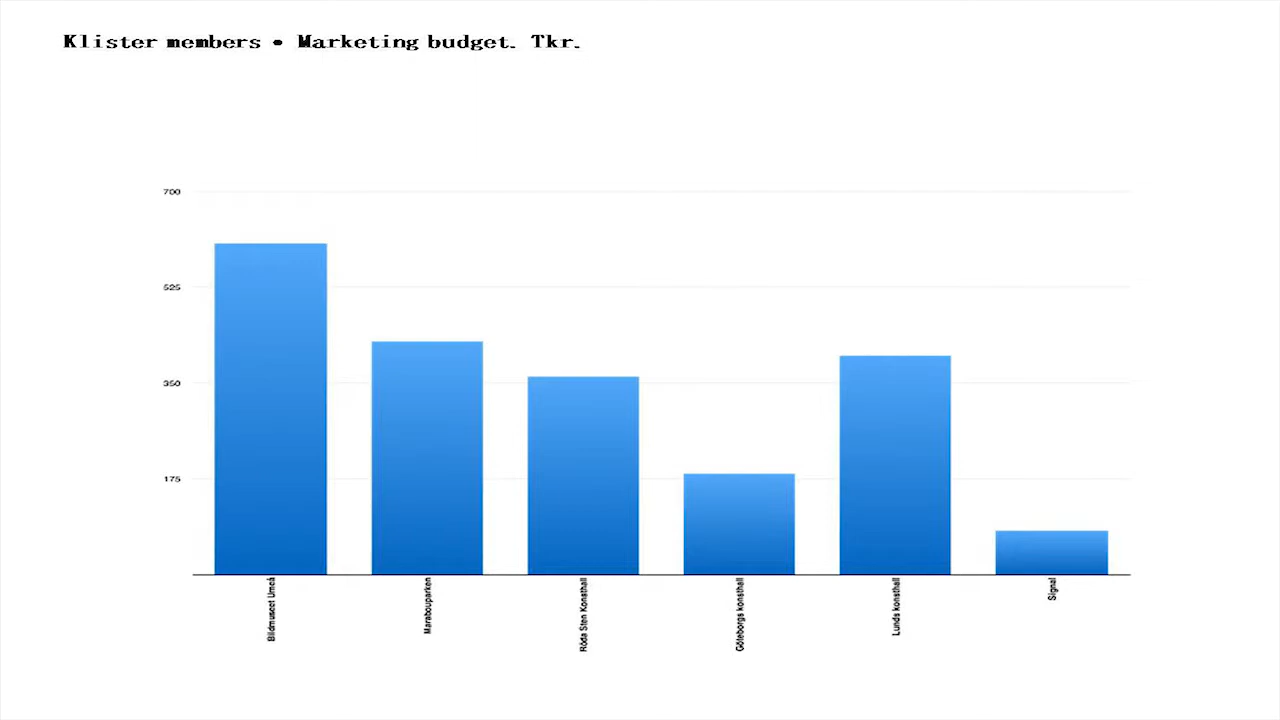 Klister members • Marketing budget. Tkr.
700
525
350
175
Bildmuseet Umeå
Marabouparken
Röda Sten Konsthall
Göteborgs konsthall
Lunds konsthall
Signal